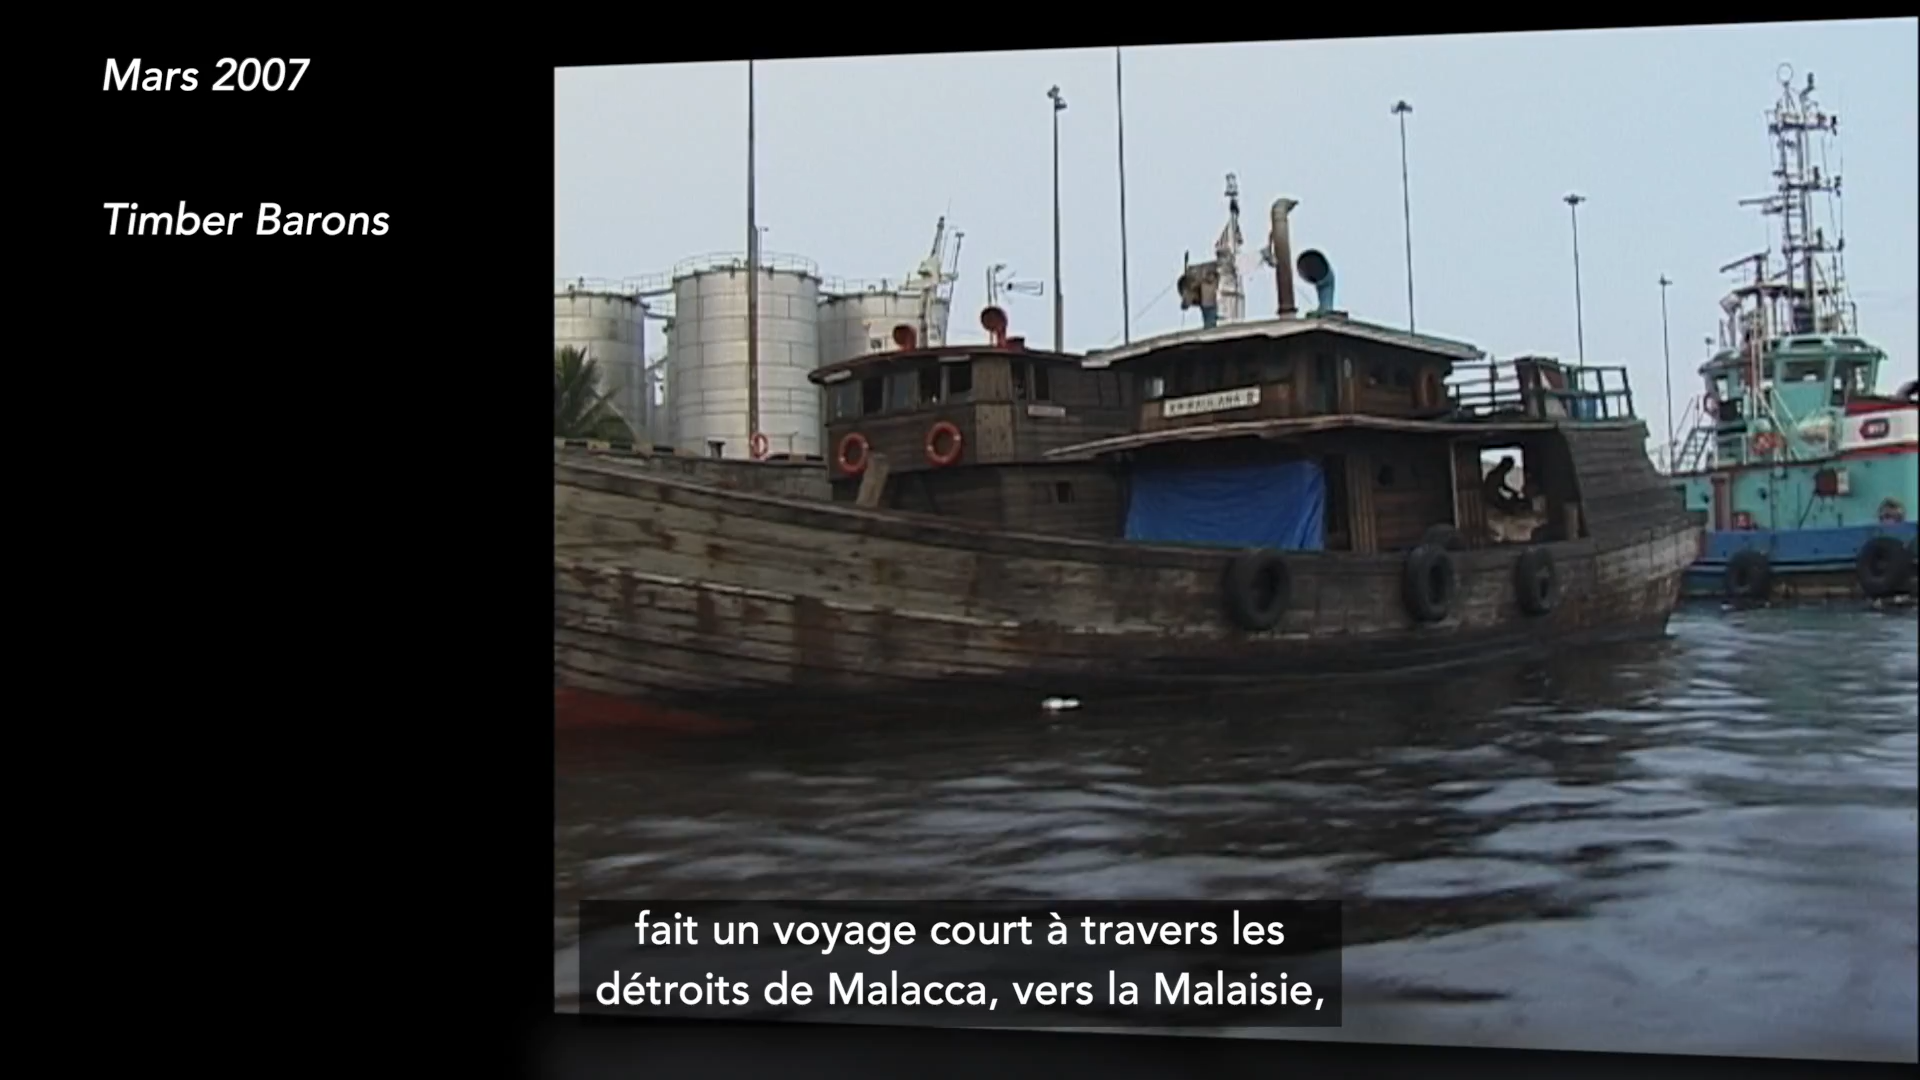 Mars 2007
Timber Barons
fait un voyage court à travers les
détroits de Malacca, vers la Malaisie,